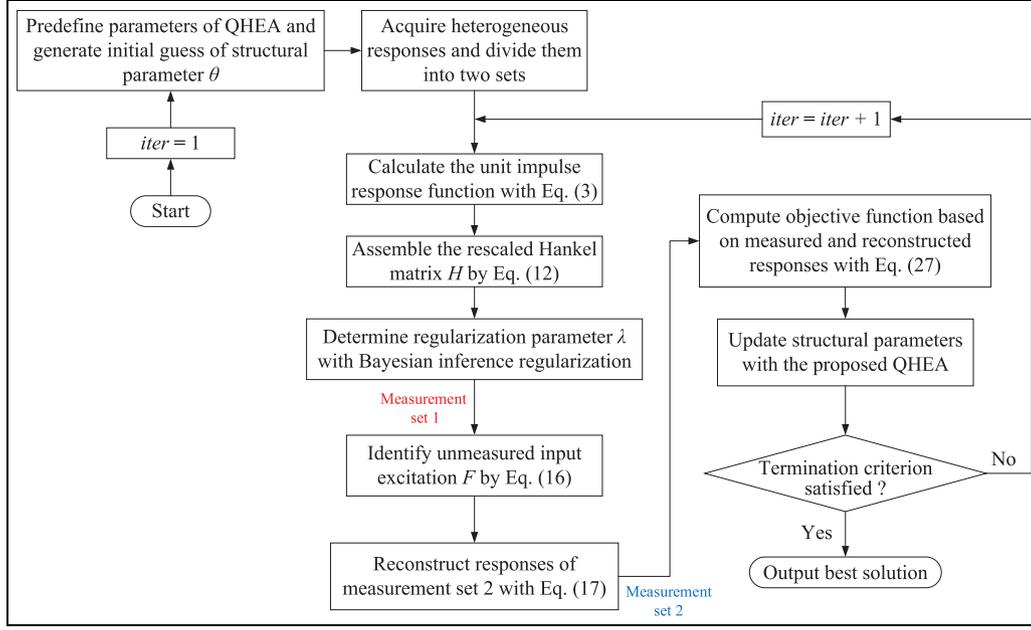 Predefine parameters of QHEA and
generate initial guess of structural
parameter θ
Acquire heterogeneous
responses and divide them
into two sets
iter = 1
Start
iter = iter + 1
Calculate the unit impulse
response function with Eq. (3)
Assemble the rescaled Hankel
matrix H by Eq. (12)
Determine regularization parameter λ
with Bayesian inference regularization
Measurement
set 1
Identify unmeasured input
excitation F by Eq. (16)
Reconstruct responses of
measurement set 2 with Eq. (17)
Measurement
set 2
Compute objective function based
on measured and reconstructed
responses with Eq. (27)
Update structural parameters
with the proposed QHEA
Termination criterion
satisfied ?
No
Yes
Output best solution